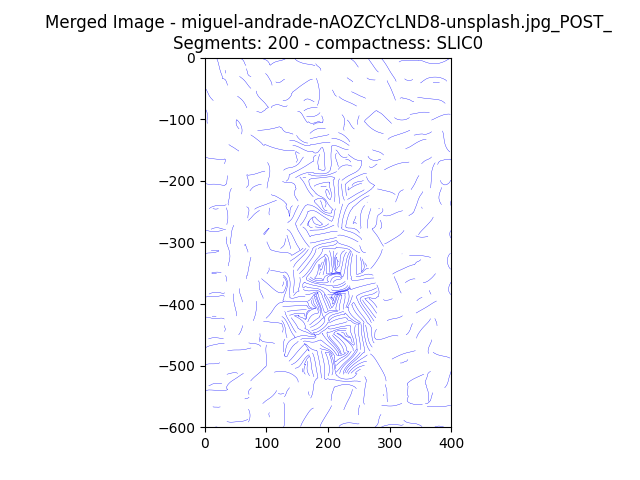 Merged Image - miguel-andrade-nAOZCYcLND8-unsplash.jpg_POST_
Segments: 200 - compactness: SLIC0
0
−100
−200
−300
−400
−500
−600
0 100 200 300 400